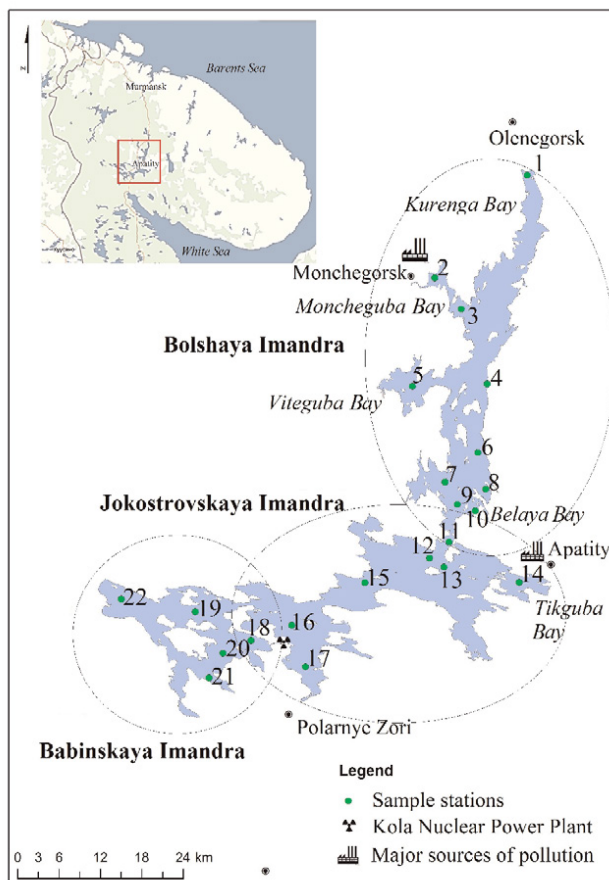 N
Barents Sea
Murmansk
Apatity
White Sea
Olenegorsk
1
Kurenga Bay
Monchegorsk
2
Moncheguba Bay
3
Bolshaya Imandra
4
5
Viteguba Bay
6
7
8
9
10
Belaya Bay
Jokostrovskaya Imandra
11
12
13
Apatity
14
Tikguba
Bay
15
16
17
18
19
20
21
22
Polarnye Zori
Babinskaya Imandra
Legend
Sample stations
Kola Nuclear Power Plant
Major sources of pollution
0 3 6 12 18 24 km